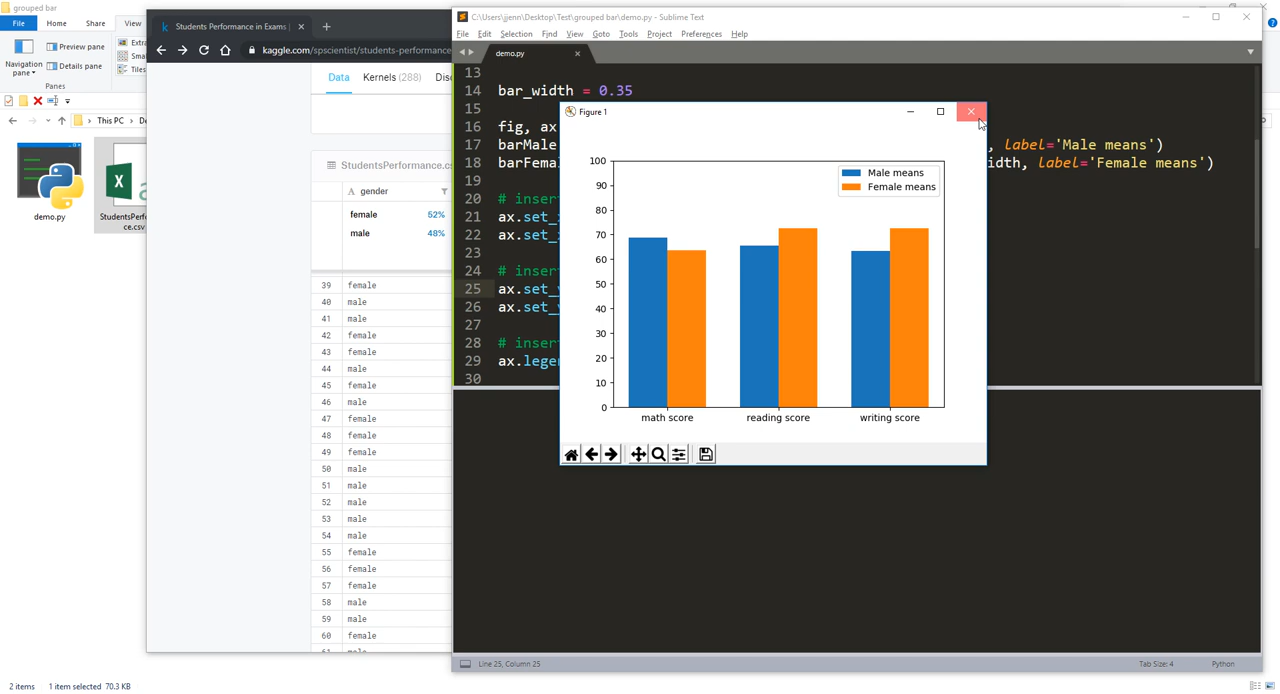 grouped bar
File
Home
Share
View
Navigation
pane
Preview pane
Details pane
Panes
Extra
Small
Tiles
This PC
demo.py
StudentsPerforman
ce.csv
2 items
1 item selected 70.3 KB
Students Performance in Exams |
kaggle.com/spscientist/students-performance
Data
Kernels (288)
StudentsPerformance.cs
A gender
female 52%
male 48%
39 female
40 male
41 male
42 female
43 female
44 male
45 female
46 male
47 female
48 female
49 female
50 male
51 male
52 male
53 male
54 male
55 female
56 female
57 female
58 male
59 male
60 female
C:\Users\jjenn\Desktop\Test\grouped bar\demo.py - Sublime Text
File Edit Selection Find View Goto Tools Project Preferences Help
demo.py
13
14 bar_width = 0.35
15
16 fig, ax
17 barMale , label='Male means')
18 barFemal idth, label='Female means')
19
20 # inser
21 ax.set_
22 ax.set_
23
24 # inser
25 ax.set_
26 ax.set_
27
28 # inser
29 ax.lege
30
Line 25, Column 25
Tab Size: 4
Python
Figure 1
100
90
80
70
60
50
40
30
20
10
0
Male means
Female means
math score
reading score
writing score